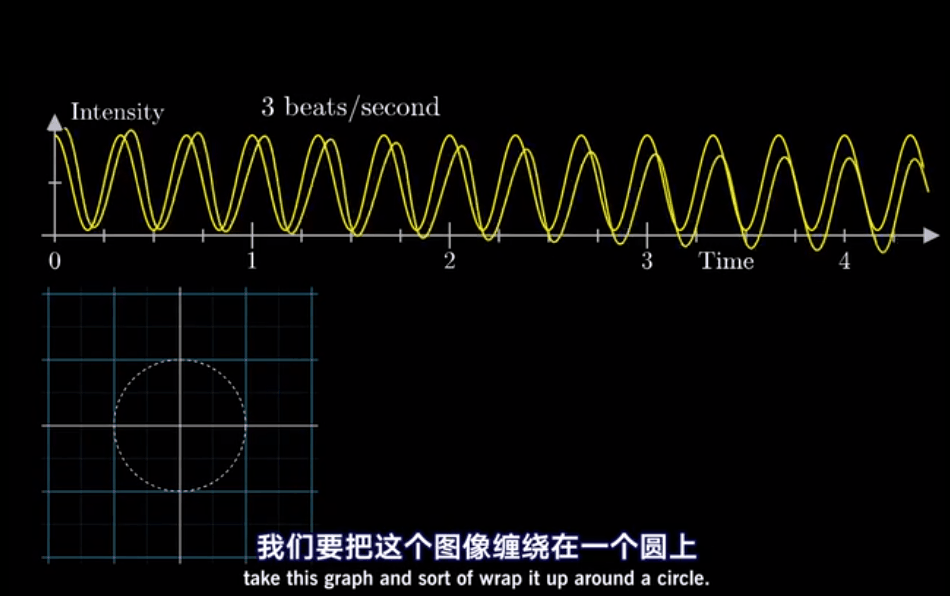 Intensity
3 beats/second
0 1 2 3 Time 4
我们要把这个图像缠绕在一个圆上
take this graph and sort of wrap it up around a circle.